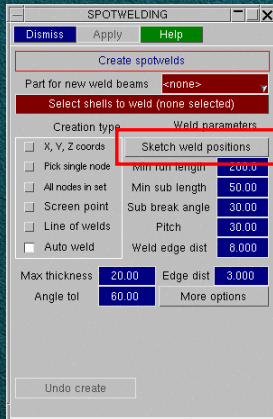 SPOTWELDING
Dismiss Apply Help
Create spotwelds
Part for new weld beams <none>
Select shells to weld (none selected)
Creation type Weld parameters
X, Y, Z coords Sketch weld positions
Pick single node Min run length 200.0
All nodes in set Min sub length 50.00
Screen point Sub break angle 30.00
Line of welds Pitch 30.00
Auto weld Weld edge dist 8.000
Max thickness 20.00 Edge dist 3.000
Angle tol 60.00 More options
Undo create